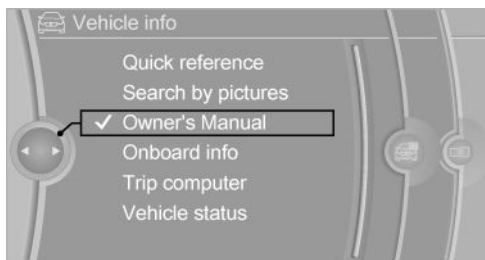 Vehicle info
Quick reference
Search by pictures
Owner's Manual
Onboard info
Trip computer
Vehicle status